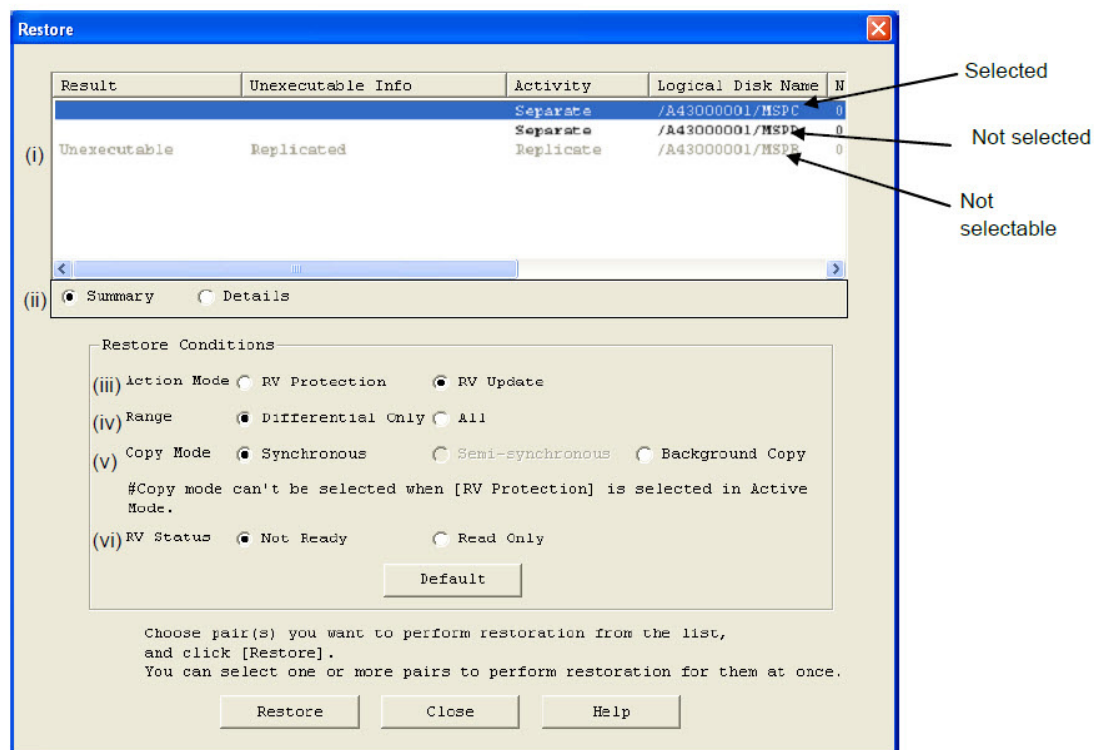 Restore
Result Unexecutable Info Activity Logical Disk Name N
Separate /A43000001/MSPC 0
Separate /A43000001/MSPD 0
(i) Unexecutable Replicated Replicate /A43000001/MSPB 0
Selected
Not selected
Not
selectable
(ii) Summary Details
Restore Conditions
(iii) Action Mode RV Protection RV Update
(iv) Range Differential Only All
(v) Copy Mode Synchronous Semi-synchronous Background Copy
#Copy mode can't be selected when [RV Protection] is selected in Active
Mode.
(vi) RV Status Not Ready Read Only
Default
Choose pair(s) you want to perform restoration from the list,
and click [Restore].
You can select one or more pairs to perform restoration for them at once.
Restore Close Help